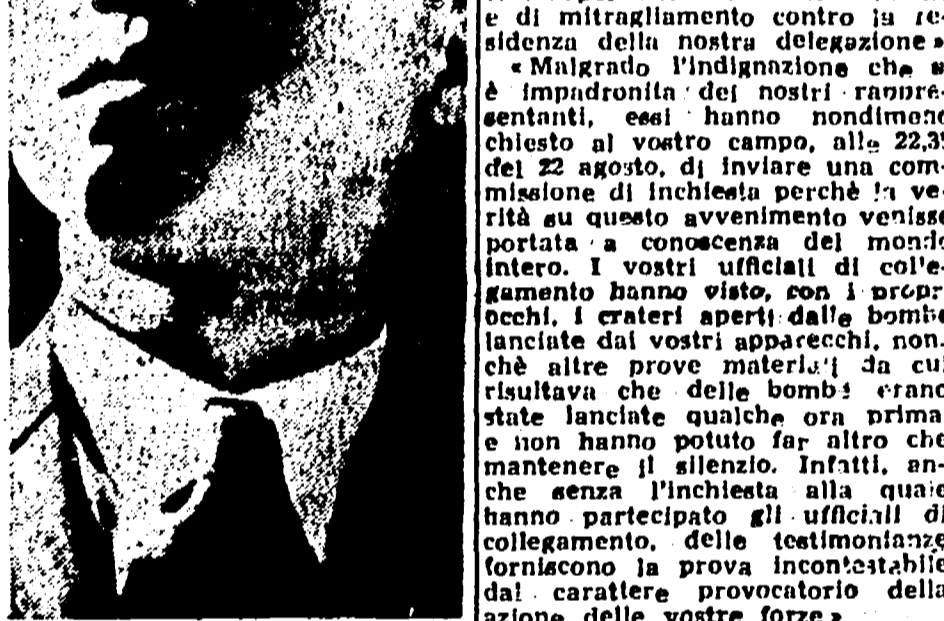 e di mitragliamento contro la re-
sidenza della nostra delegazione»
«Malgrado l'indignazione che s
è impadronita dei nostri rappre-
sentanti, essi hanno nondimeno
chiesto al vostro campo, alle 22,3
del 22 agosto, di inviare una com-
missione di inchiesta perchè la ve-
rità su questo avvenimento venisse
portata a conoscenza del mondo
intero. I vostri ufficiali di colle-
gamento hanno visto, con i propr
occhi, i crateri aperti dalle bombe
lanciate dai vostri apparecchi, non-
chè altre prove materiali da cui
risultava che delle bombe erano
state lanciate qualche ora prima
e non hanno potuto far altro che
mantenere il silenzio. Infatti, an-
che senza l'inchiesta alla quale
hanno partecipato gli ufficiali di
collegamento, delle testimonianze
forniscono la prova incontestabile
dal carattere provocatorio della
azione delle vostre forze»